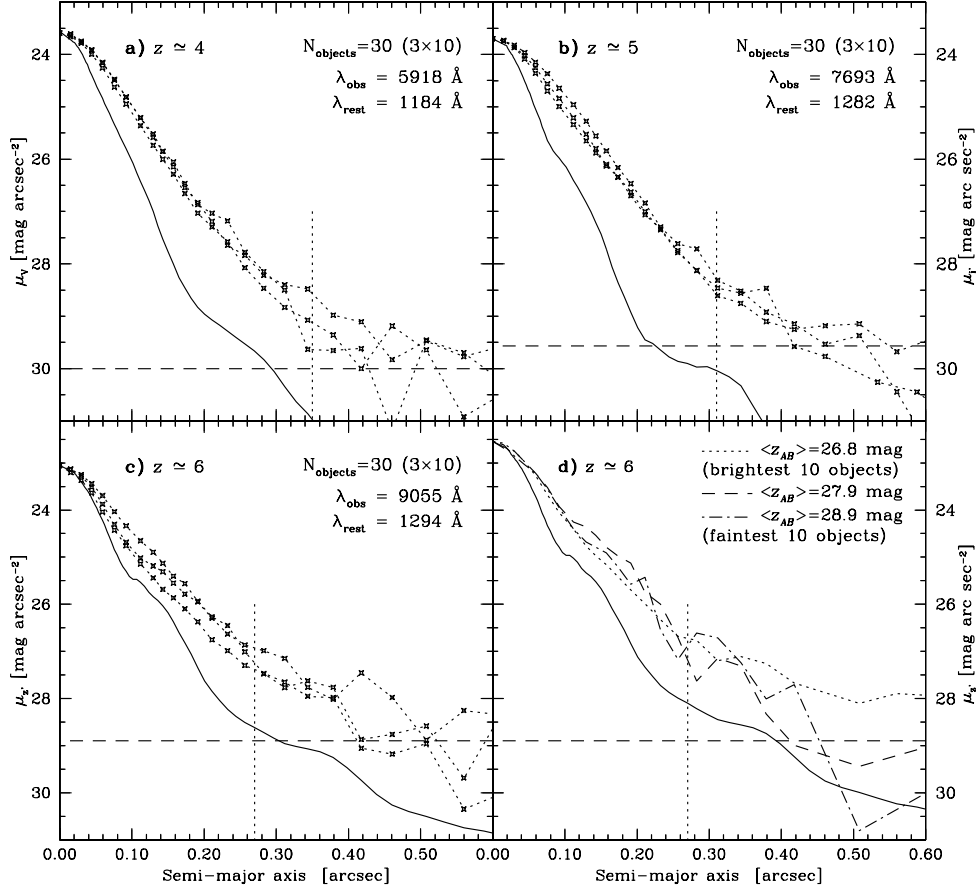 a) z ≃ 4
N_objects=30 (3×10)
λ_obs = 5918 Å
λ_rest = 1184 Å
b) z ≃ 5
N_objects=30 (3×10)
λ_obs = 7693 Å
λ_rest = 1282 Å
24
26
28
30
μ_V [mag arcsec⁻²]
24
26
28
30
μ_i' [mag arc sec⁻²]
c) z ≃ 6
N_objects=30 (3×10)
λ_obs = 9055 Å
λ_rest = 1294 Å
d) z ≃ 6
<z_AB>=26.8 mag
(brightest 10 objects)
<z_AB>=27.9 mag
<z_AB>=28.9 mag
(faintest 10 objects)
24
26
28
30
μ_z' [mag arcsec⁻²]
24
26
28
30
μ_z' [mag arc sec⁻²]
0.00 0.10 0.20 0.30 0.40 0.50 0.00 0.10 0.20 0.30 0.40 0.50 0.60
Semi-major axis [arcsec]
Semi-major axis [arcsec]